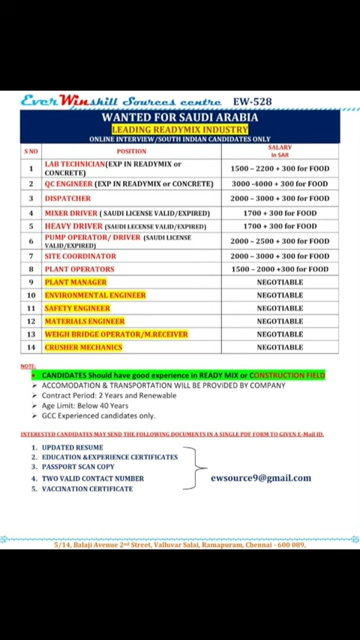 Ever Winskill Sources centre EW-528
WANTED FOR SAUDI ARABIA
LEADING READYMIX INDUSTRY
ONLINE INTERVIEW/SOUTH INDIAN CANDIDATES ONLY
S NO POSITION SALARY In SAR
1 LAB TECHNICIAN(EXP IN READYMIX or CONCRETE) 1500 – 2200 + 300 for FOOD
2 QC ENGINEER (EXP IN READYMIX or CONCRETE) 3000 -4000 + 300 for FOOD
3 DISPATCHER 2000 – 3000 + 300 for FOOD
4 MIXER DRIVER ( SAUDI LICENSE VALID/EXPIRED) 1700 + 300 for FOOD
5 HEAVY DRIVER (SAUDI LECENSE VALID/EXPIRED) 1700 + 300 for FOOD
6 PUMP OPERATOR/ DRIVER (SAUDI LICENSE VALID/EXPIRED) 2000 – 2500 + 300 for FOOD
7 SITE COORDINATOR 2000 – 3000 + 300 for FOOD
8 PLANT OPERATORS 1500 – 2000 +300 for FOOD
9 PLANT MANAGER NEGOTIABLE
10 ENVIRONMENTAL ENGINEER NEGOTIABLE
11 SAFETY ENGINEER NEGOTIABLE
12 MATERIALS ENGINEER NEGOTIABLE
13 WEIGH BRIDGE OPERATOR/M.RECEIVER NEGOTIABLE
14 CRUSHER MECHANICS NEGOTIABLE
NOTE:
CANDIDATES Should have good experience in READY MIX or CONSTRUCTION FIELD
ACCOMODATION & TRANSPORTATION WILL BE PROVIDED BY COMPANY
Contract Period: 2 Years and Renewable
Age Limit: Below 40 Years
GCC Experienced candidates only.
INTERESTED CANDIDATES MAY SEND THE FOLLOWING DOCUMENTS IN A SINGLE PDF FORM TO GIVEN E-Mail ID.
1. UPDATED RESUME
2. EDUCATION &EXPERIENCE CERTIFICATES
3. PASSPORT SCAN COPY
4. TWO VALID CONTACT NUMBER ewsource9@gmail.com
5. VACCINATION CERTIFICATE
5/14, Balaji Avenue 2nd Street, Valluvar Salai, Ramapuram, Chennai - 600 089.